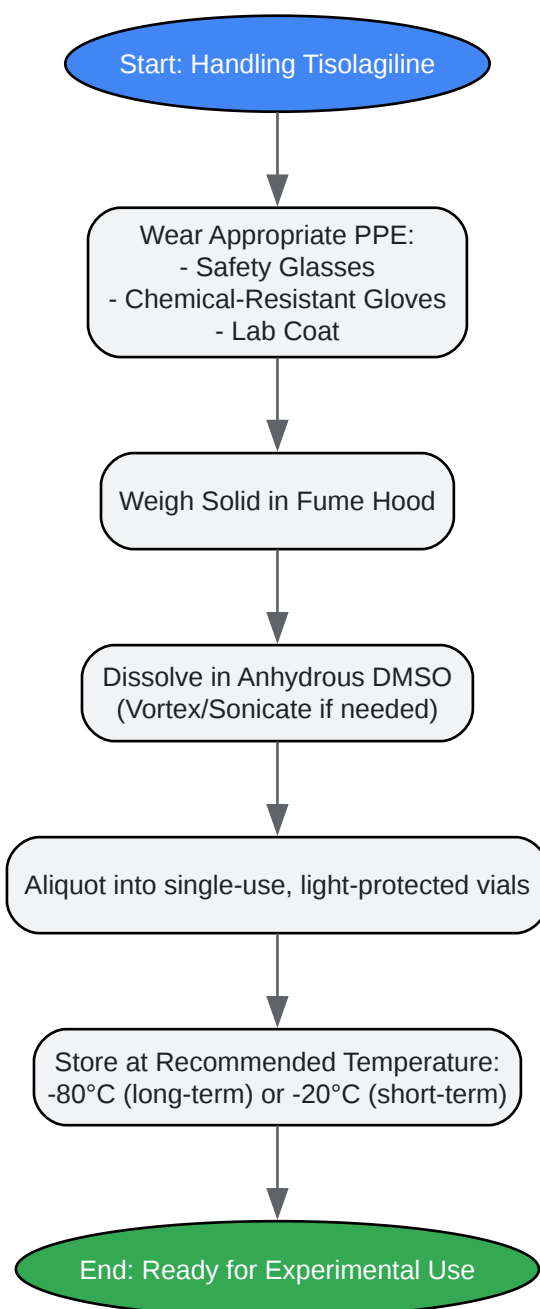 Start: Handling Tisolagiline
Wear Appropriate PPE:
- Safety Glasses
- Chemical-Resistant Gloves
- Lab Coat
Weigh Solid in Fume Hood
Dissolve in Anhydrous DMSO
(Vortex/Sonicate if needed)
Aliquot into single-use, light-protected vials
Store at Recommended Temperature:
-80°C (long-term) or -20°C (short-term)
End: Ready for Experimental Use